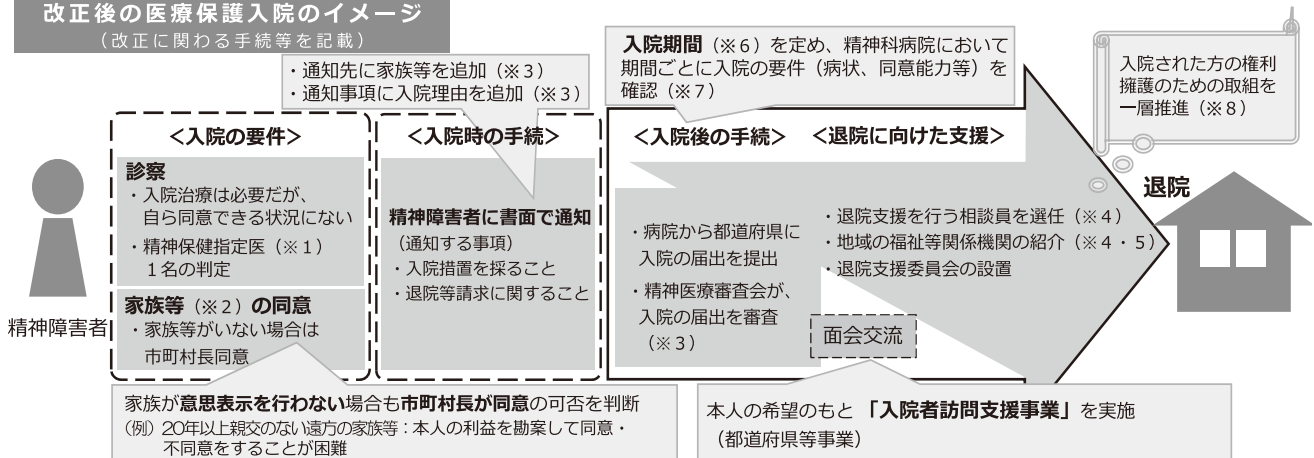 改正後の医療保護入院のイメージ
（改正に関わる手続等を記載）
・通知先に家族等を追加（※３）
・通知事項に入院理由を追加（※３）
入院期間（※６）を定め、精神科病院において
期間ごとに入院の要件（病状、同意能力等）を
確認（※７）
入院された方の権利
擁護のための取組を
一層推進（※８）
精神障害者
＜入院の要件＞
診察
・入院治療は必要だが、
自ら同意できる状況にない
・精神保健指定医（※１）
１名の判定
家族等（※２）の同意
・家族等がいない場合は
市町村長同意
＜入院時の手続＞
精神障害者に書面で通知
（通知する事項）
・入院措置を採ること
・退院等請求に関すること
＜入院後の手続＞
・病院から都道府県に
入院の届出を提出
・精神医療審査会が、
入院の届出を審査
（※３）
＜退院に向けた支援＞
・退院支援を行う相談員を選任（※４）
・地域の福祉等関係機関の紹介（※４・５）
・退院支援委員会の設置
面会交流
退院
家族が意思表示を行わない場合も市町村長が同意の可否を判断
（例）20年以上親交のない遠方の家族等：本人の利益を勘案して同意・
不同意をすることが困難
本人の希望のもと「入院者訪問支援事業」を実施
（都道府県等事業）